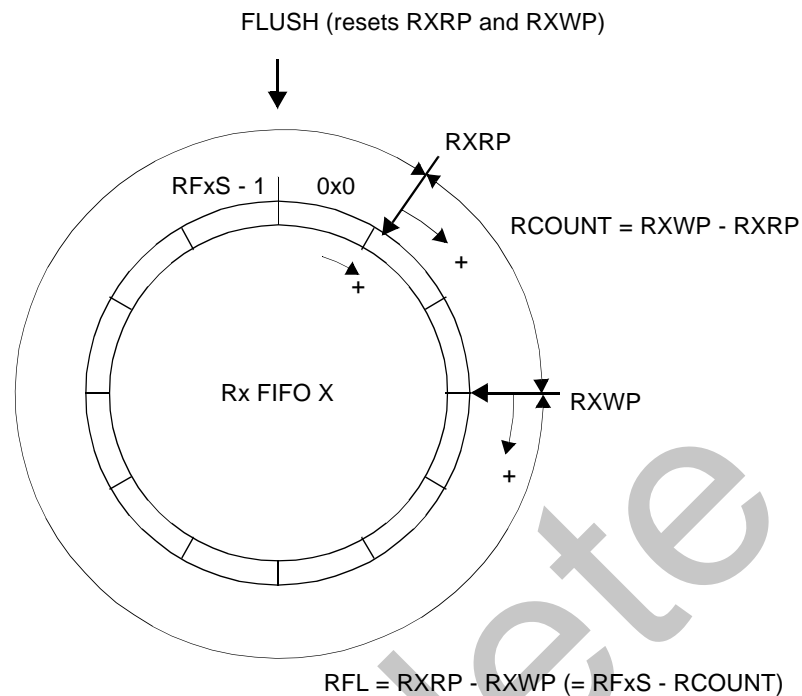 FLUSH (resets RXRP and RXWP)
RXRP
RFxS - 1
0x0
RCOUNT = RXWP - RXRP
+
+
Rx FIFO X
RXWP
+
lete
RFL = RXRP - RXWP (= RFxS - RCOUNT)